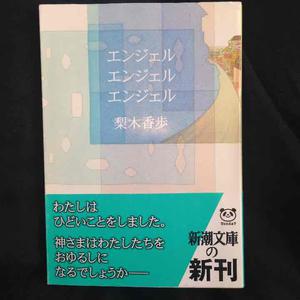 エンジェル
エンジェル
エンジェル
梨木香歩
わたしは
ひどいことをしました。
神さまはわたしたちを
おゆるしに
なるでしょうか──
新潮文庫
の
新刊